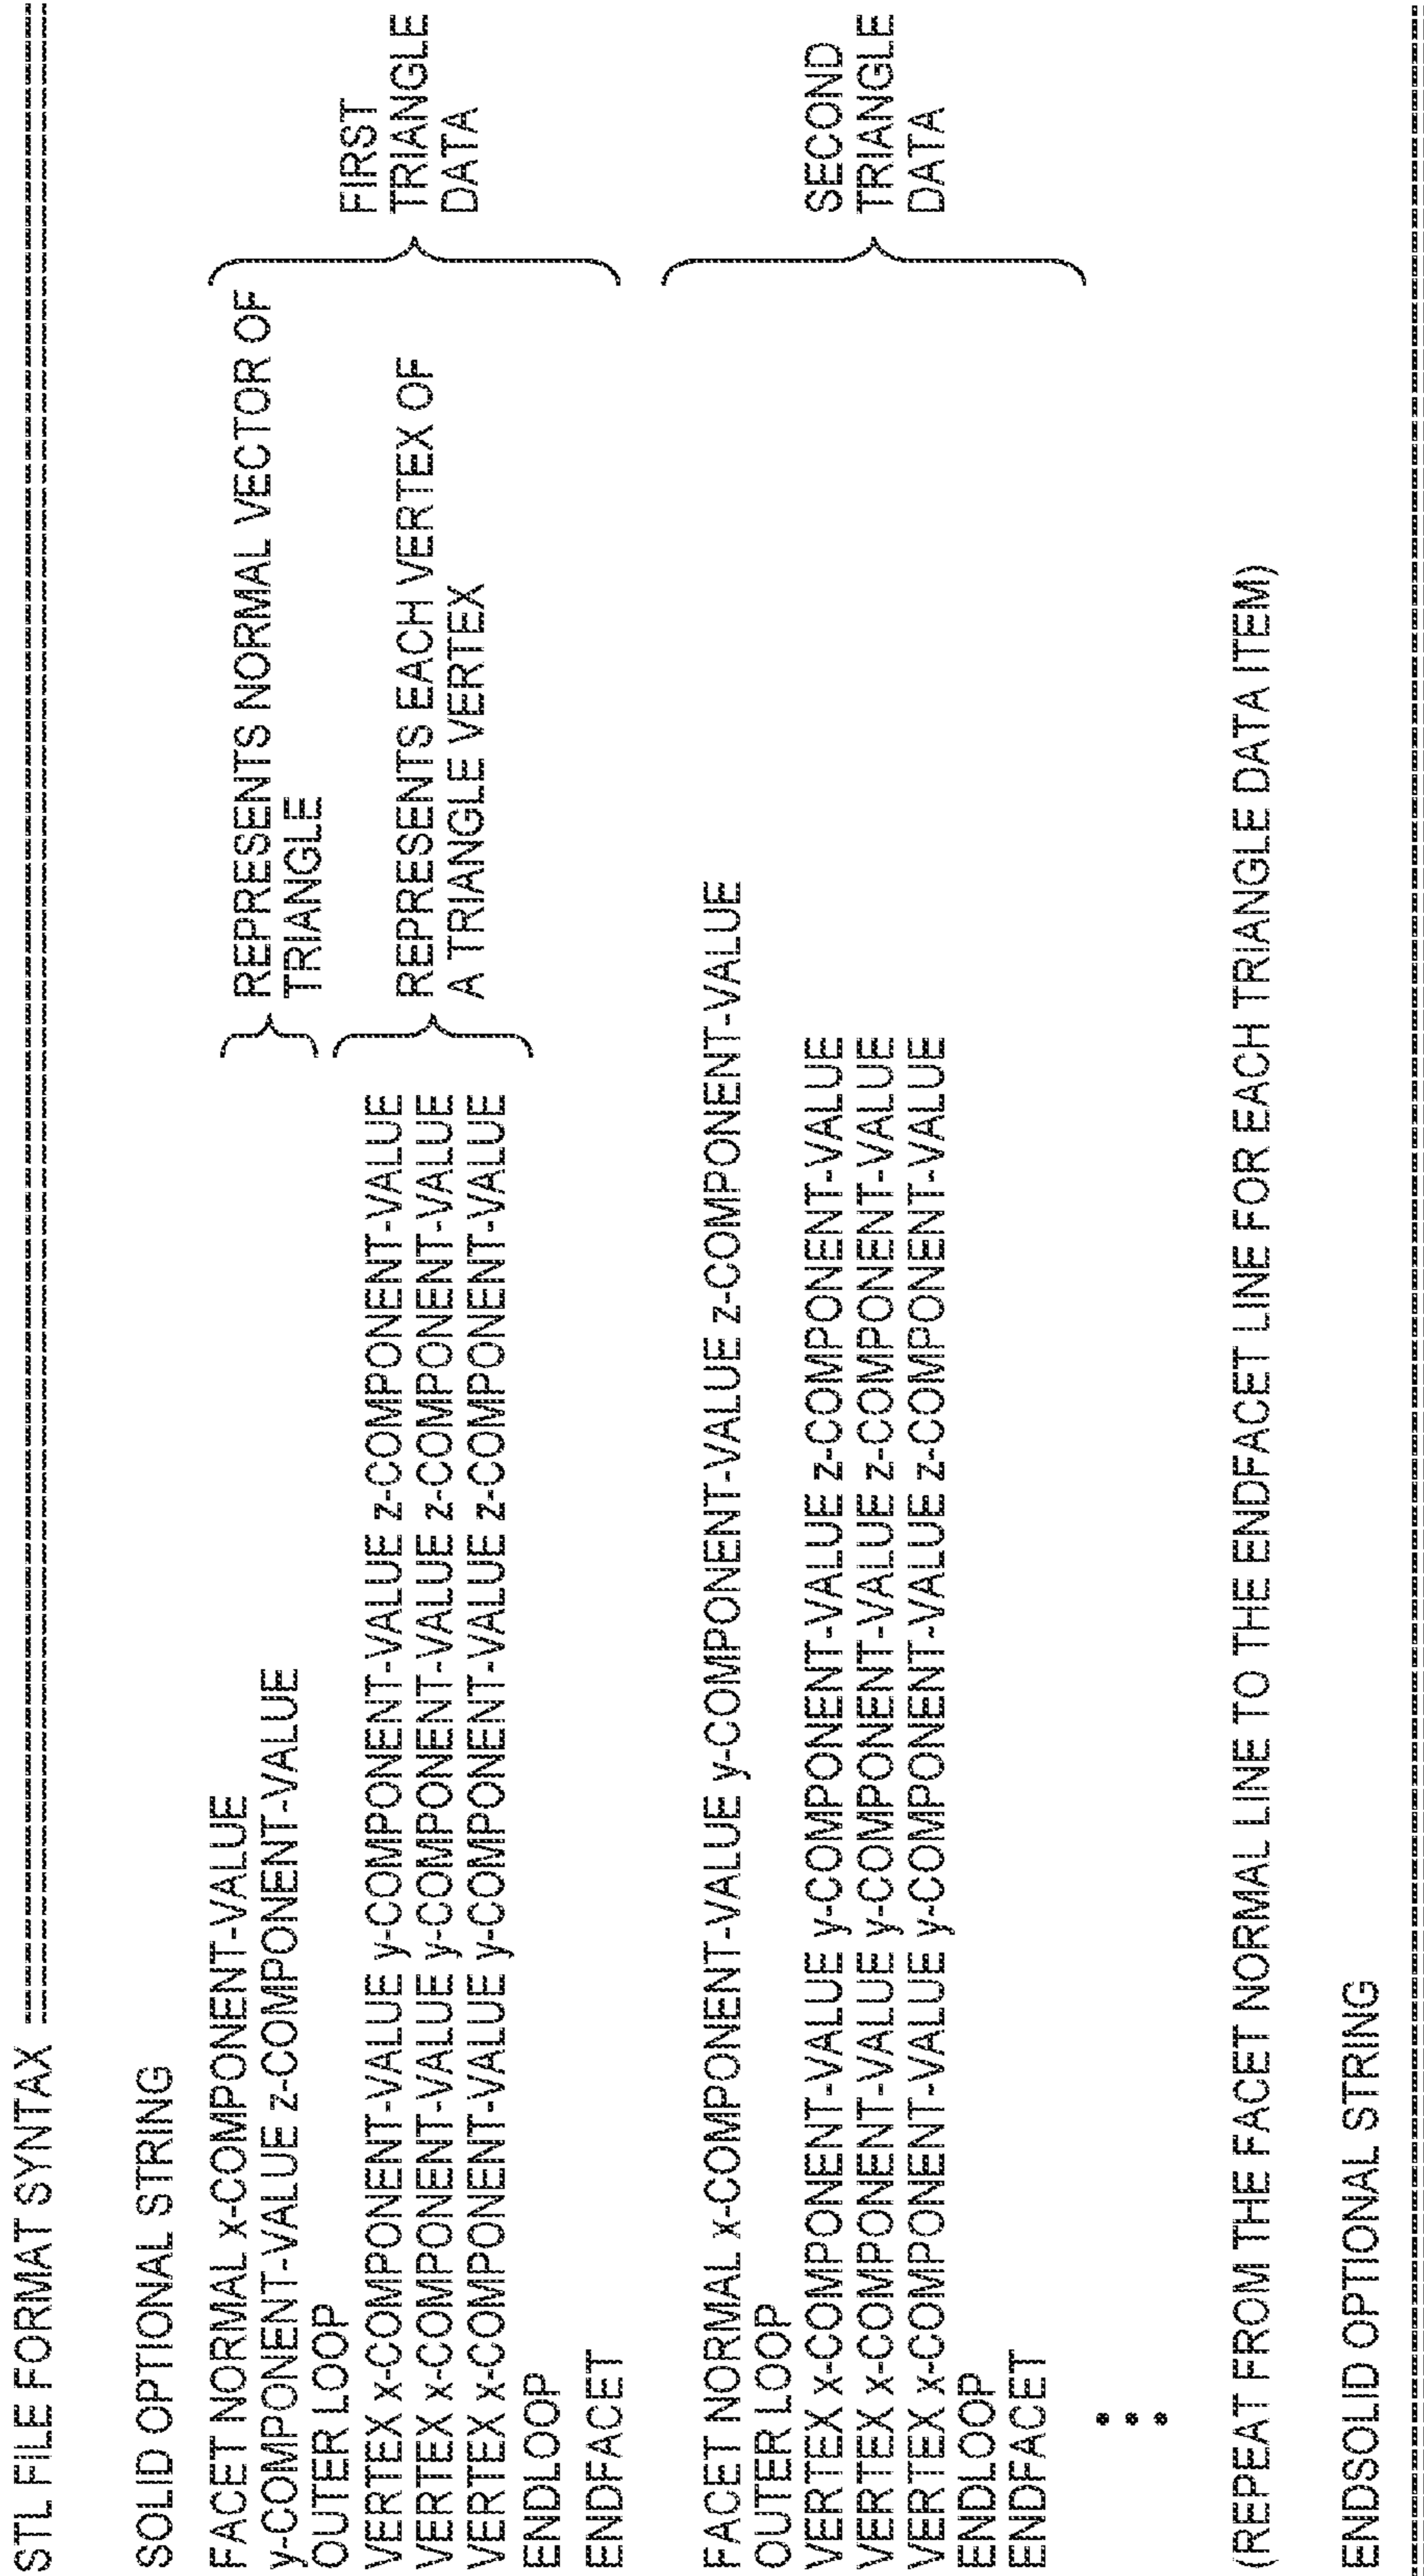 STL FILE FORMAT SYNTAX ====================
SOLID OPTIONAL STRING
FACET NORMAL x-COMPONENT-VALUE
y-COMPONENT-VALUE z-COMPONENT-VALUE
REPRESENTS NORMAL VECTOR OF
TRIANGLE
OUTER LOOP
VERTEX x-COMPONENT-VALUE y-COMPONENT-VALUE z-COMPONENT-VALUE
VERTEX x-COMPONENT-VALUE y-COMPONENT-VALUE z-COMPONENT-VALUE
VERTEX x-COMPONENT-VALUE y-COMPONENT-VALUE z-COMPONENT-VALUE
REPRESENTS EACH VERTEX OF
A TRIANGLE VERTEX
ENDLOOP
ENDFACET
FIRST
TRIANGLE
DATA
FACET NORMAL x-COMPONENT-VALUE y-COMPONENT-VALUE z-COMPONENT-VALUE
OUTER LOOP
VERTEX x-COMPONENT-VALUE y-COMPONENT-VALUE z-COMPONENT-VALUE
VERTEX x-COMPONENT-VALUE y-COMPONENT-VALUE z-COMPONENT-VALUE
VERTEX x-COMPONENT-VALUE y-COMPONENT-VALUE z-COMPONENT-VALUE
ENDLOOP
ENDFACET
SECOND
TRIANGLE
DATA
(REPEAT FROM THE FACET NORMAL LINE TO THE ENDFACET LINE FOR EACH TRIANGLE DATA ITEM)
ENDSOLID OPTIONAL STRING